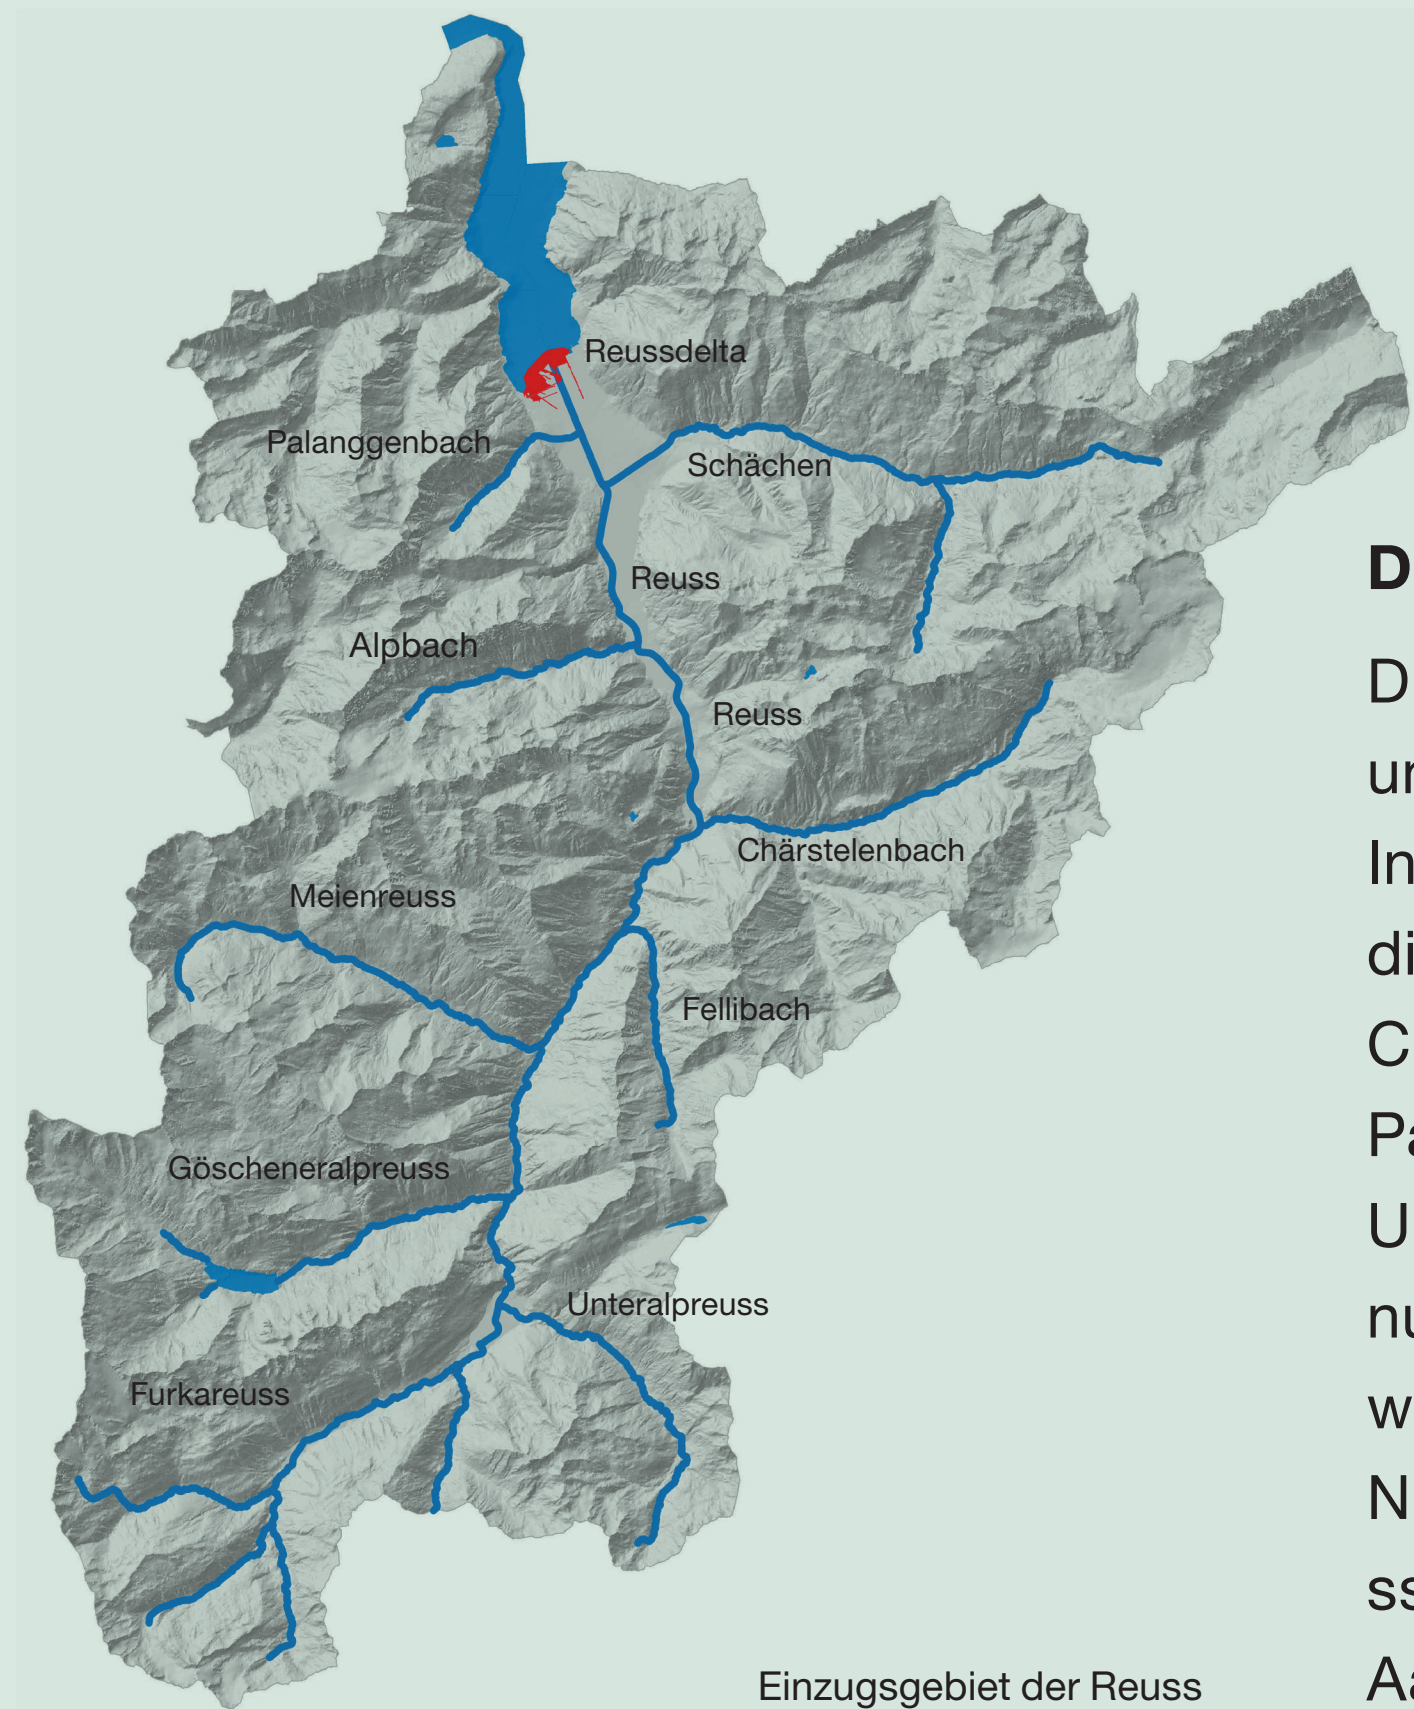 Reussdelta
Palanggenbach
Schächen
Reuss
Alpbach
Reuss
Chärstelenbach
Meienreuss
Fellibach
Göscheneralpreuss
Unteralpreuss
Furkareuss
Einzugsgebiet der Reuss
D
D
un
In
di
C
Pa
U
nu
w
N
ss
Aa